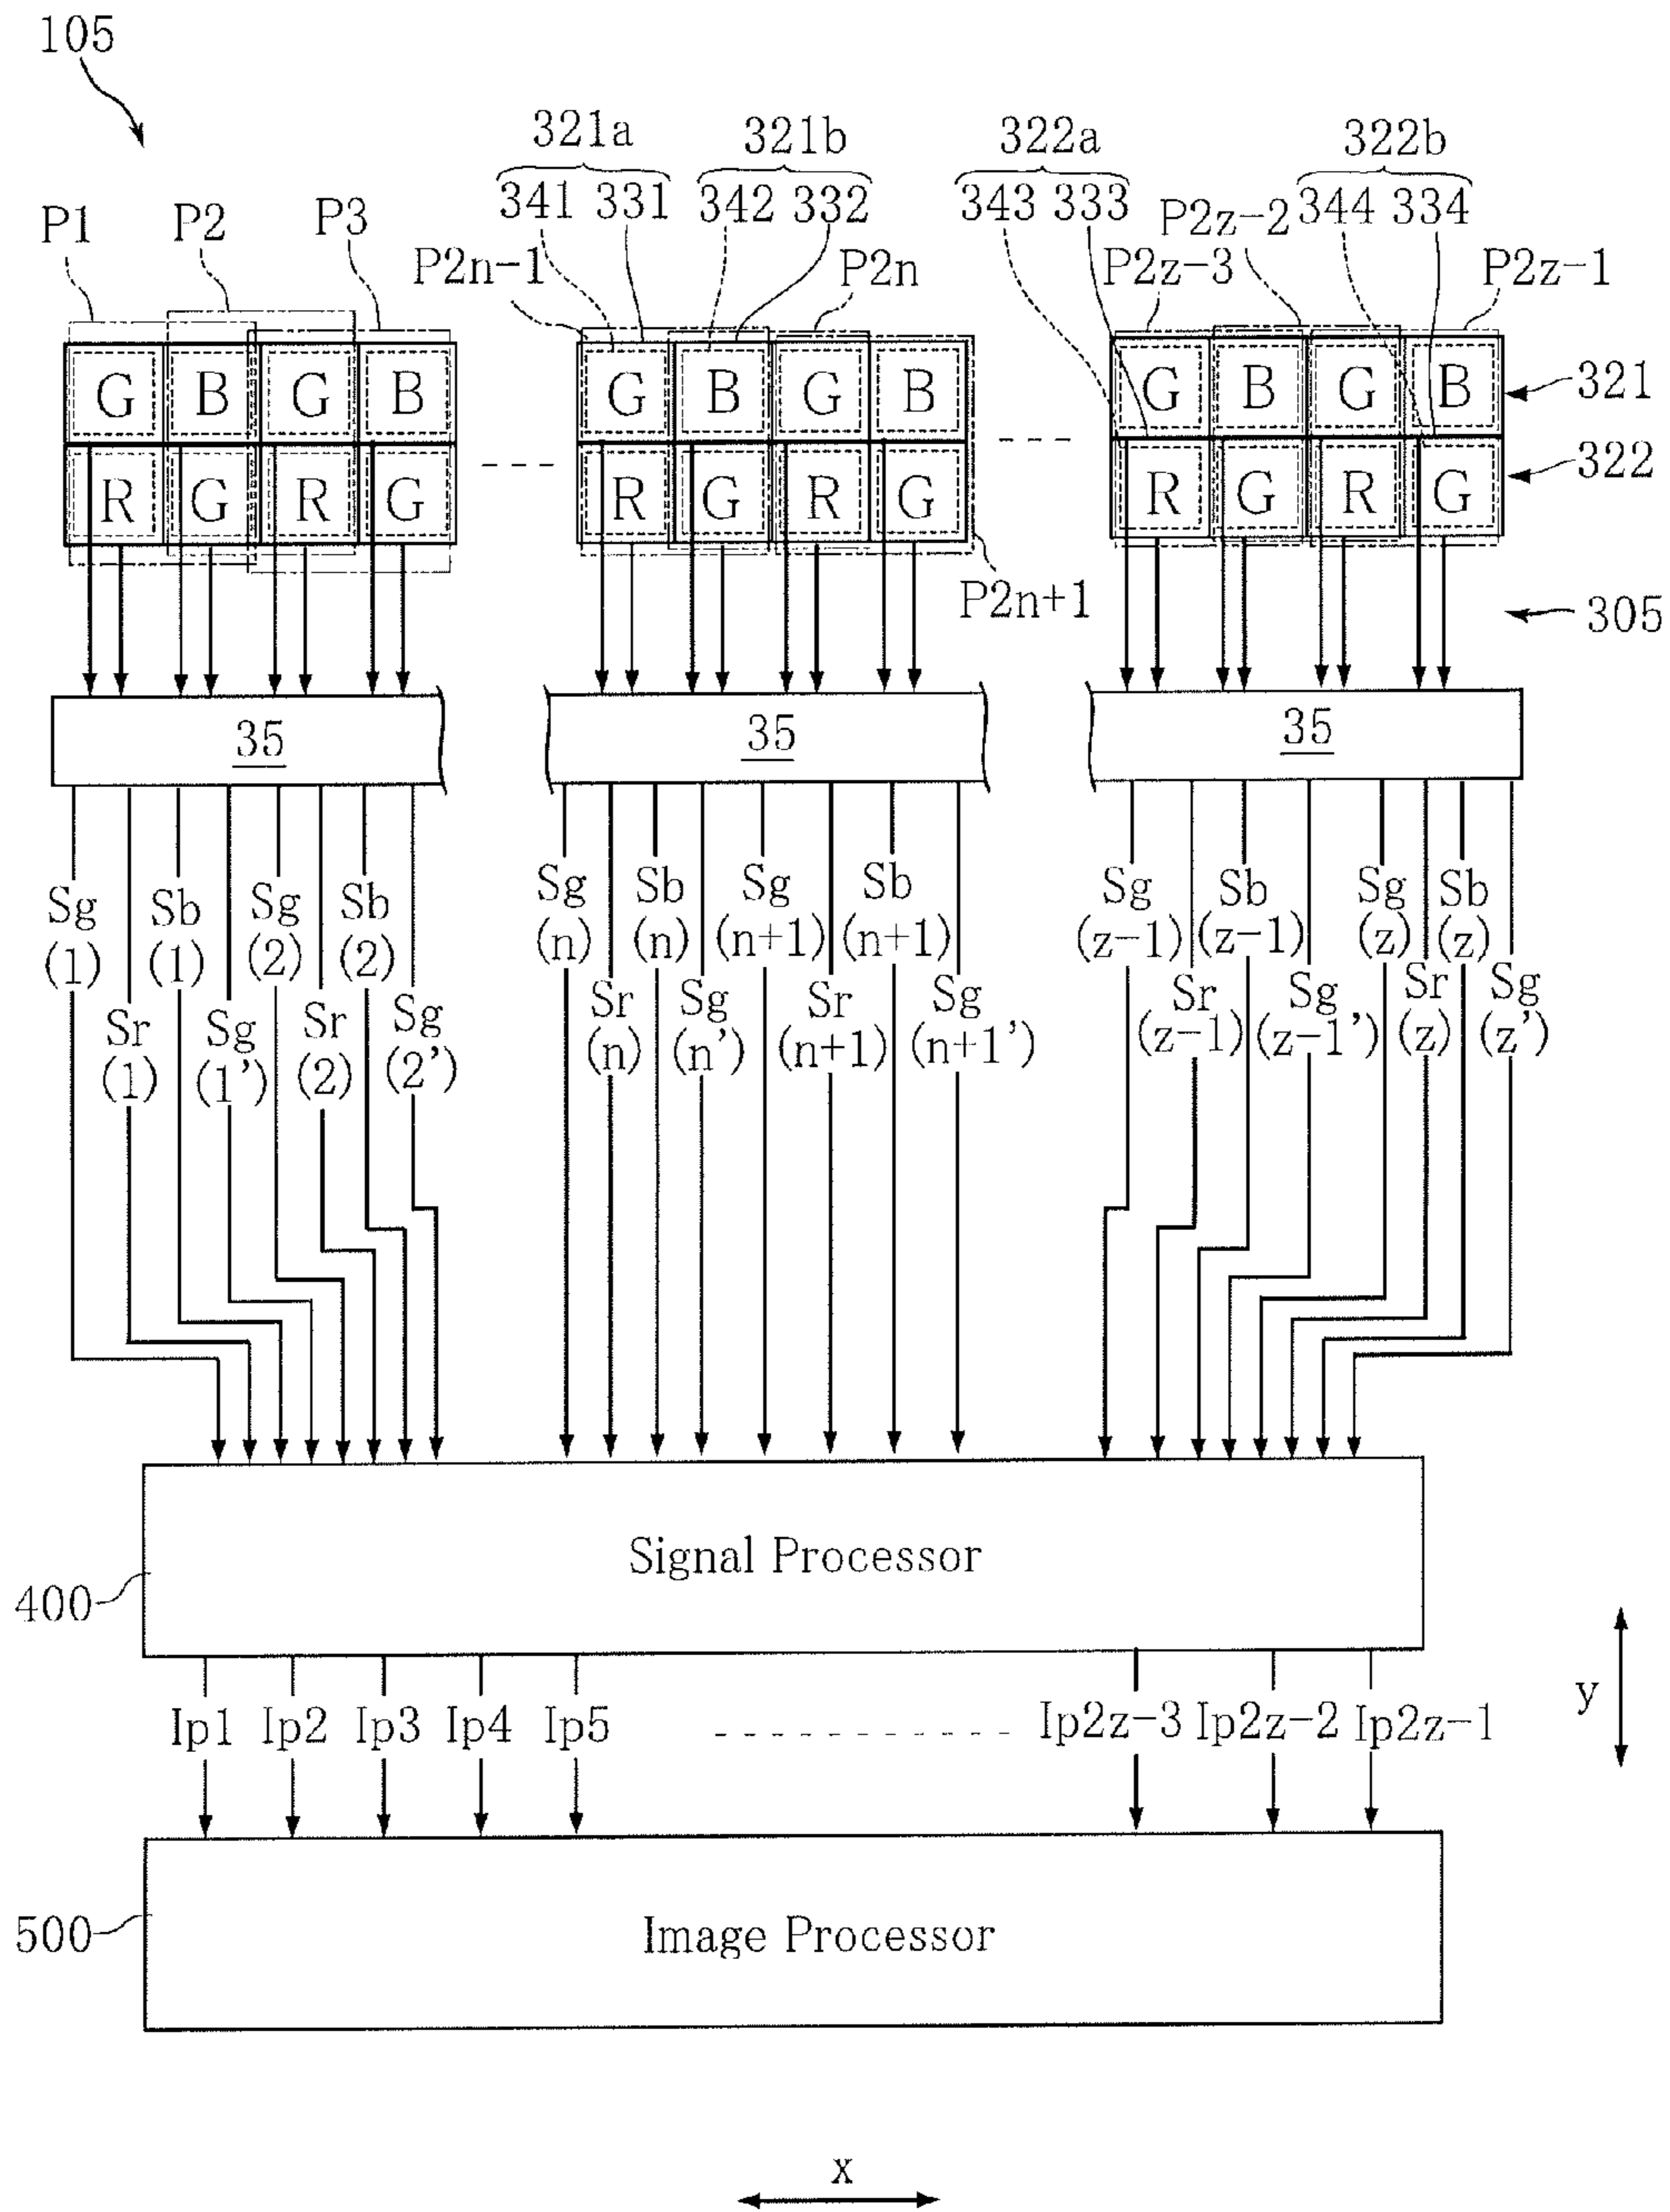 105
321a 321b 322a 322b
341 331 342 332 343 333 P2z-2 344 334
P1 P2 P3 P2n-1 P2n P2z-3 P2z-1
G B G B G B G B G B G B 321
R G R G R G R G R G R G 322
P2n+1 305
35 35 35
Sg (1) Sb (1) Sg (2) Sb (2) Sg (n) Sb (n) Sg (n+1) Sb (n+1) Sg (z-1) Sb (z-1) Sg (z) Sb (z)
Sr (1) Sg (1') Sr (2) Sg (2') Sr (n) Sg (n') Sr (n+1) Sg (n+1') Sr (z-1) Sg (z-1') Sr (z) Sg (z')
Signal Processor
400
Ip1 Ip2 Ip3 Ip4 Ip5 Ip2z-3 Ip2z-2 Ip2z-1
y
Image Processor
500
x